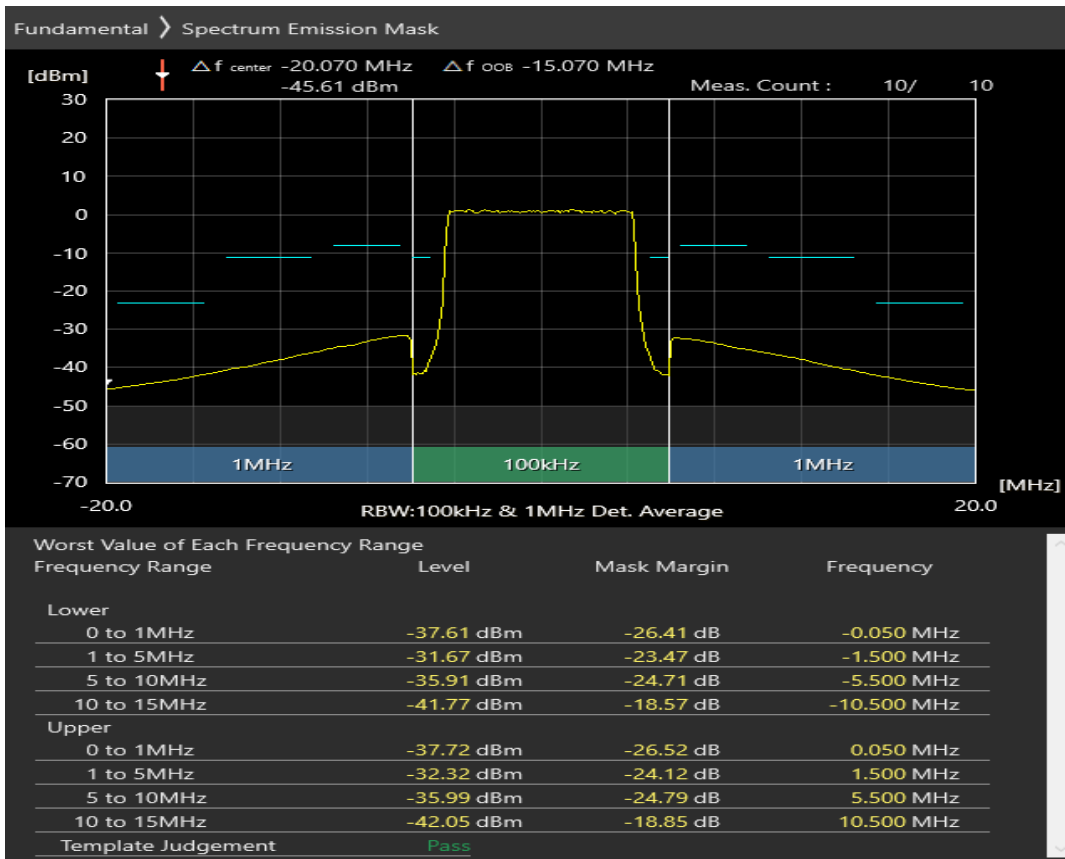 Fundamental ❯ Spectrum Emission Mask
[dBm] △f center -20.070 MHz △f OOB -15.070 MHz
-45.61 dBm Meas. Count : 10/ 10
30
20
10
0
-10
-20
-30
-40
-50
-60
1MHz 100kHz 1MHz
-70
[MHz]
-20.0 RBW:100kHz & 1MHz Det. Average 20.0
Worst Value of Each Frequency Range
Frequency Range Level Mask Margin Frequency
Lower
0 to 1MHz -37.61 dBm -26.41 dB -0.050 MHz
1 to 5MHz -31.67 dBm -23.47 dB -1.500 MHz
5 to 10MHz -35.91 dBm -24.71 dB -5.500 MHz
10 to 15MHz -41.77 dBm -18.57 dB -10.500 MHz
Upper
0 to 1MHz -37.72 dBm -26.52 dB 0.050 MHz
1 to 5MHz -32.32 dBm -24.12 dB 1.500 MHz
5 to 10MHz -35.99 dBm -24.79 dB 5.500 MHz
10 to 15MHz -42.05 dBm -18.85 dB 10.500 MHz
Template Judgement Pass